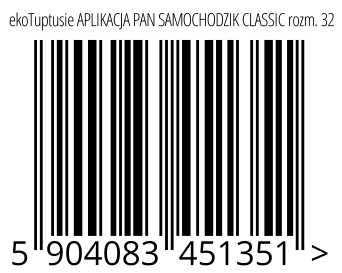 ekoTuptusie APLIKACJA PAN SAMOCHODZIK CLASSIC rozm. 32
5 904083 451351 >